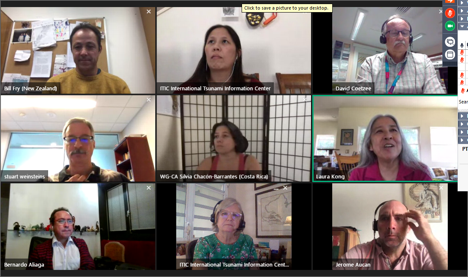 Click to save a picture to your desktop.
Bill Fry (New Zealand)
ITIC International Tsunami Information Center
David Coetzee
stuart weinstein
WG-CA Silvia Chacón-Barrantes (Costa Rica)
Laura Kong
Sear
Bernardo Aliaga
ITIC International Tsunami Information Cent...
Jerome Aucan